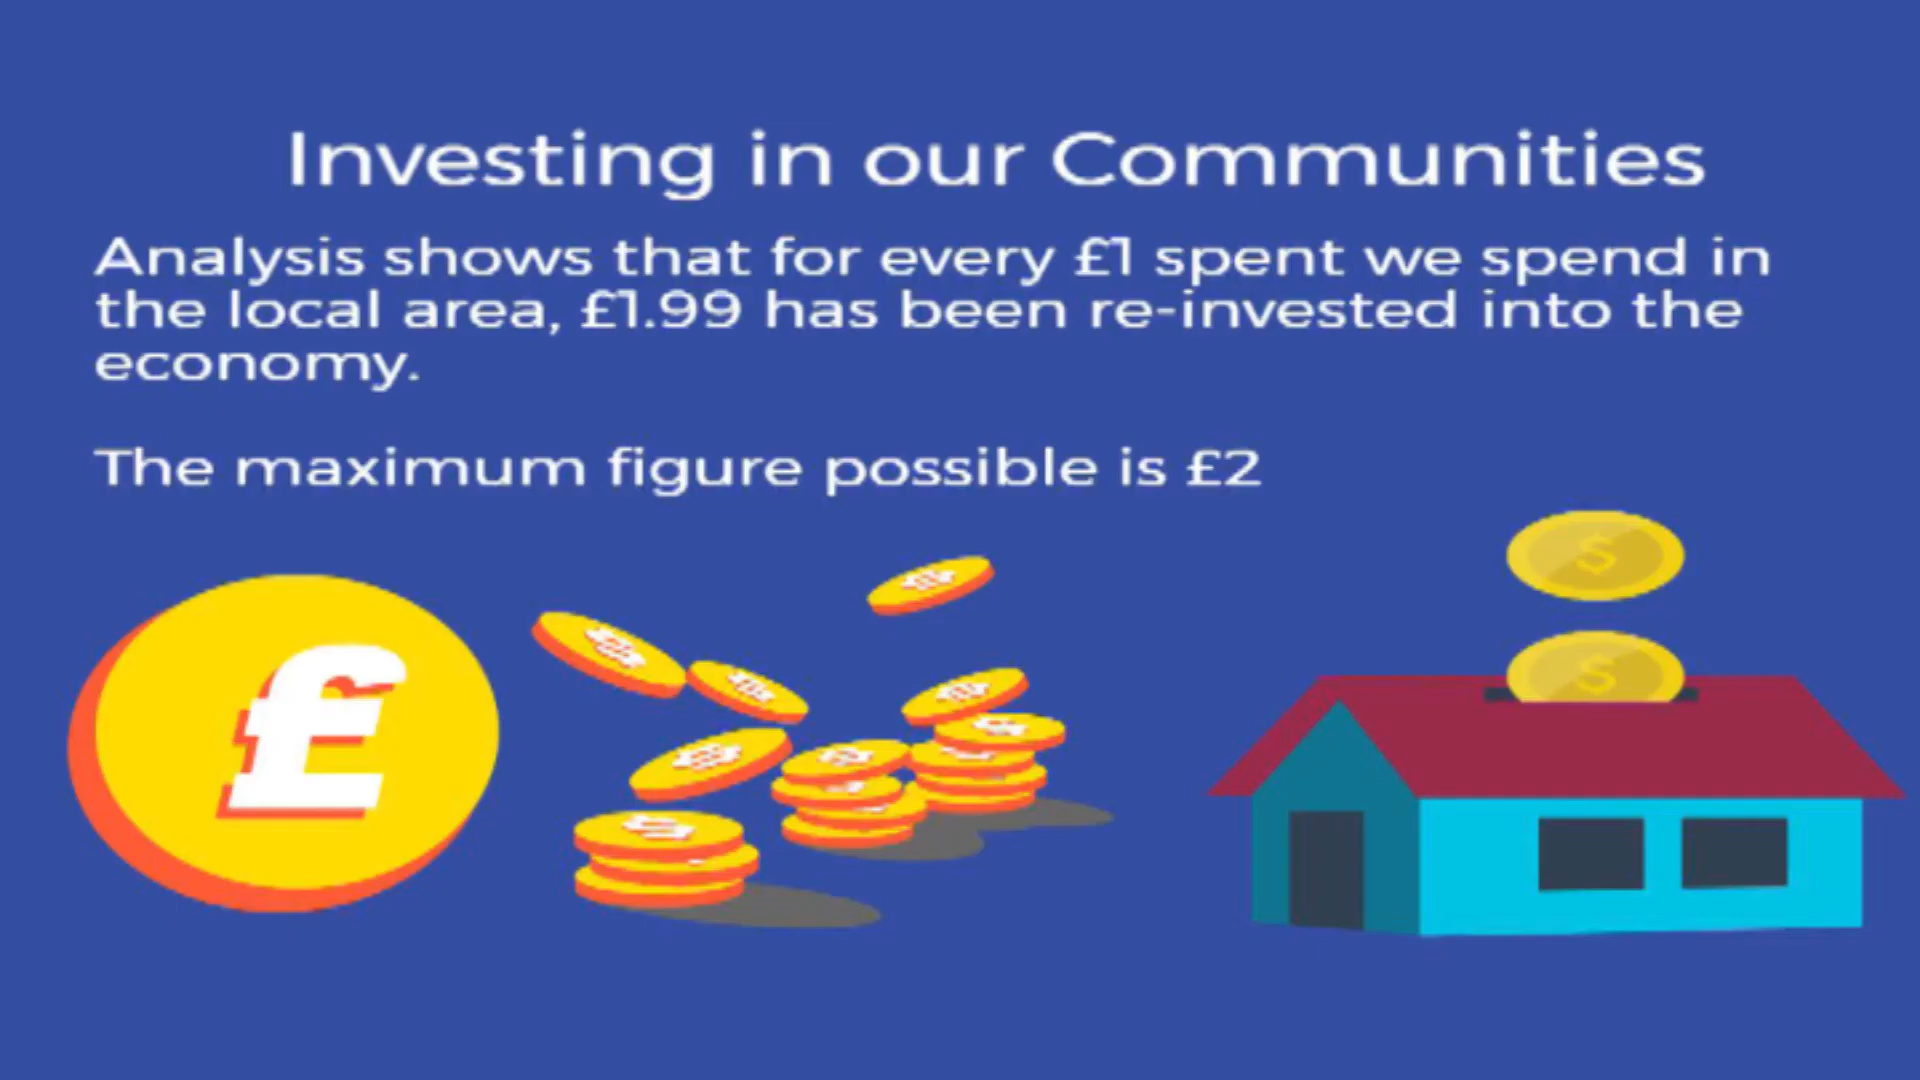 Investing in our Communities
Analysis shows that for every £1 spent we spend in
the local area, £1.99 has been re-invested into the
economy.
The maximum figure possible is £2
£
$
$